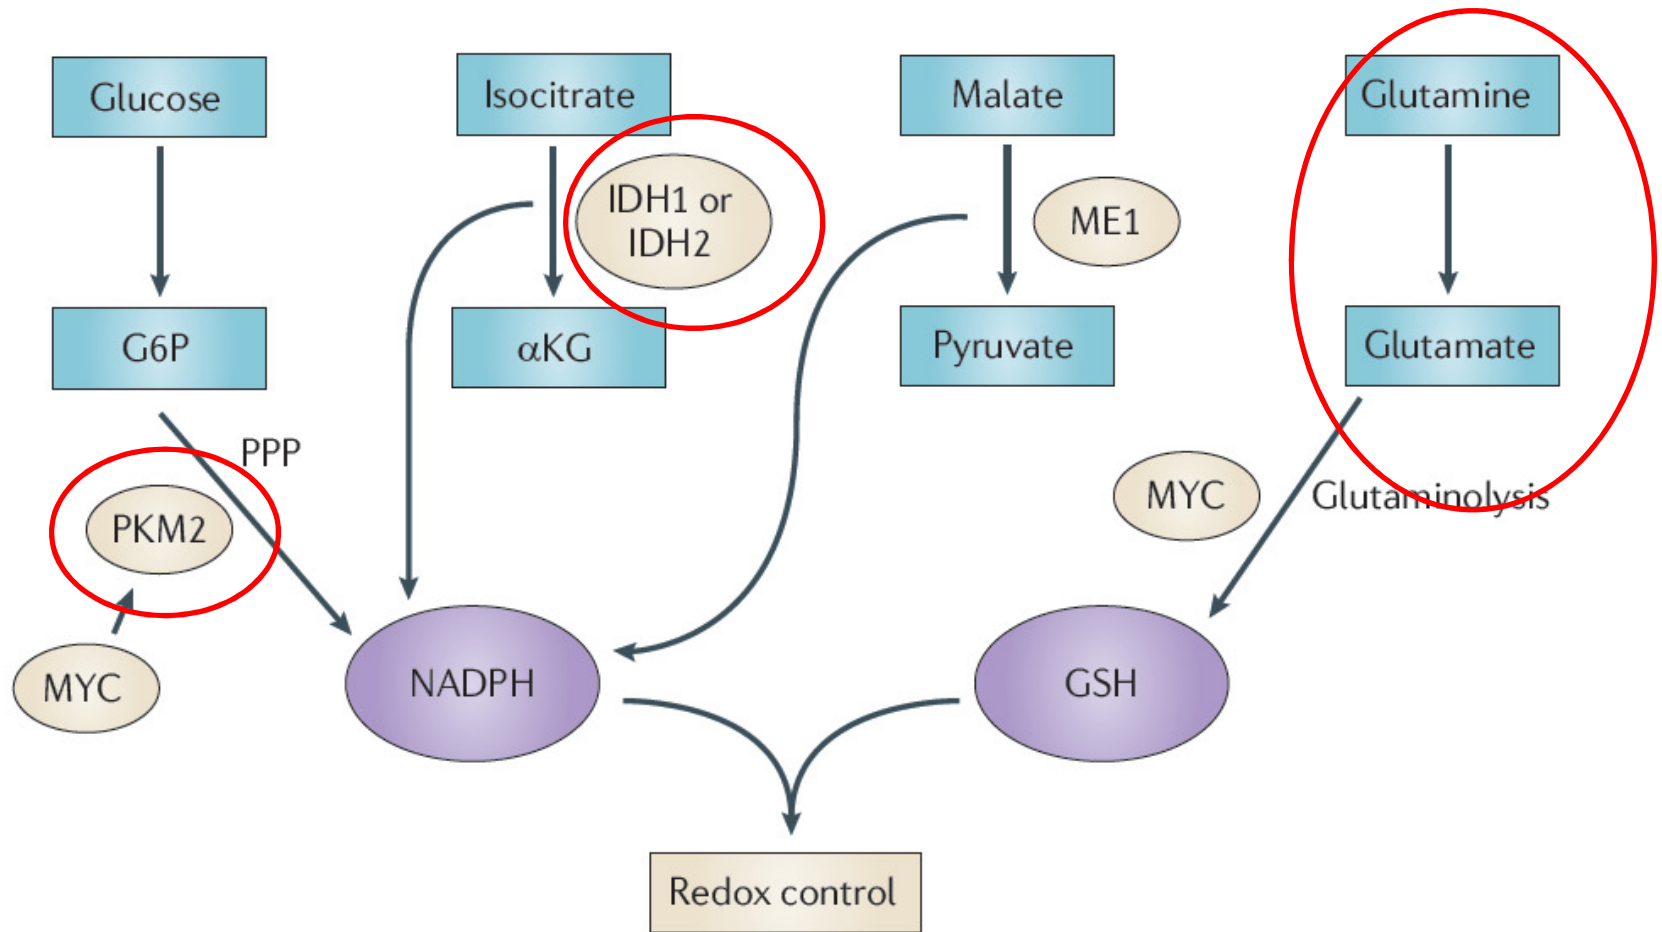 Glucose
Isocitrate
Malate
Glutamine
IDH1 or
IDH2
ME1
G6P
αKG
Pyruvate
Glutamate
PPP
PKM2
MYC
Glutaminolysis
MYC
NADPH
GSH
Redox control